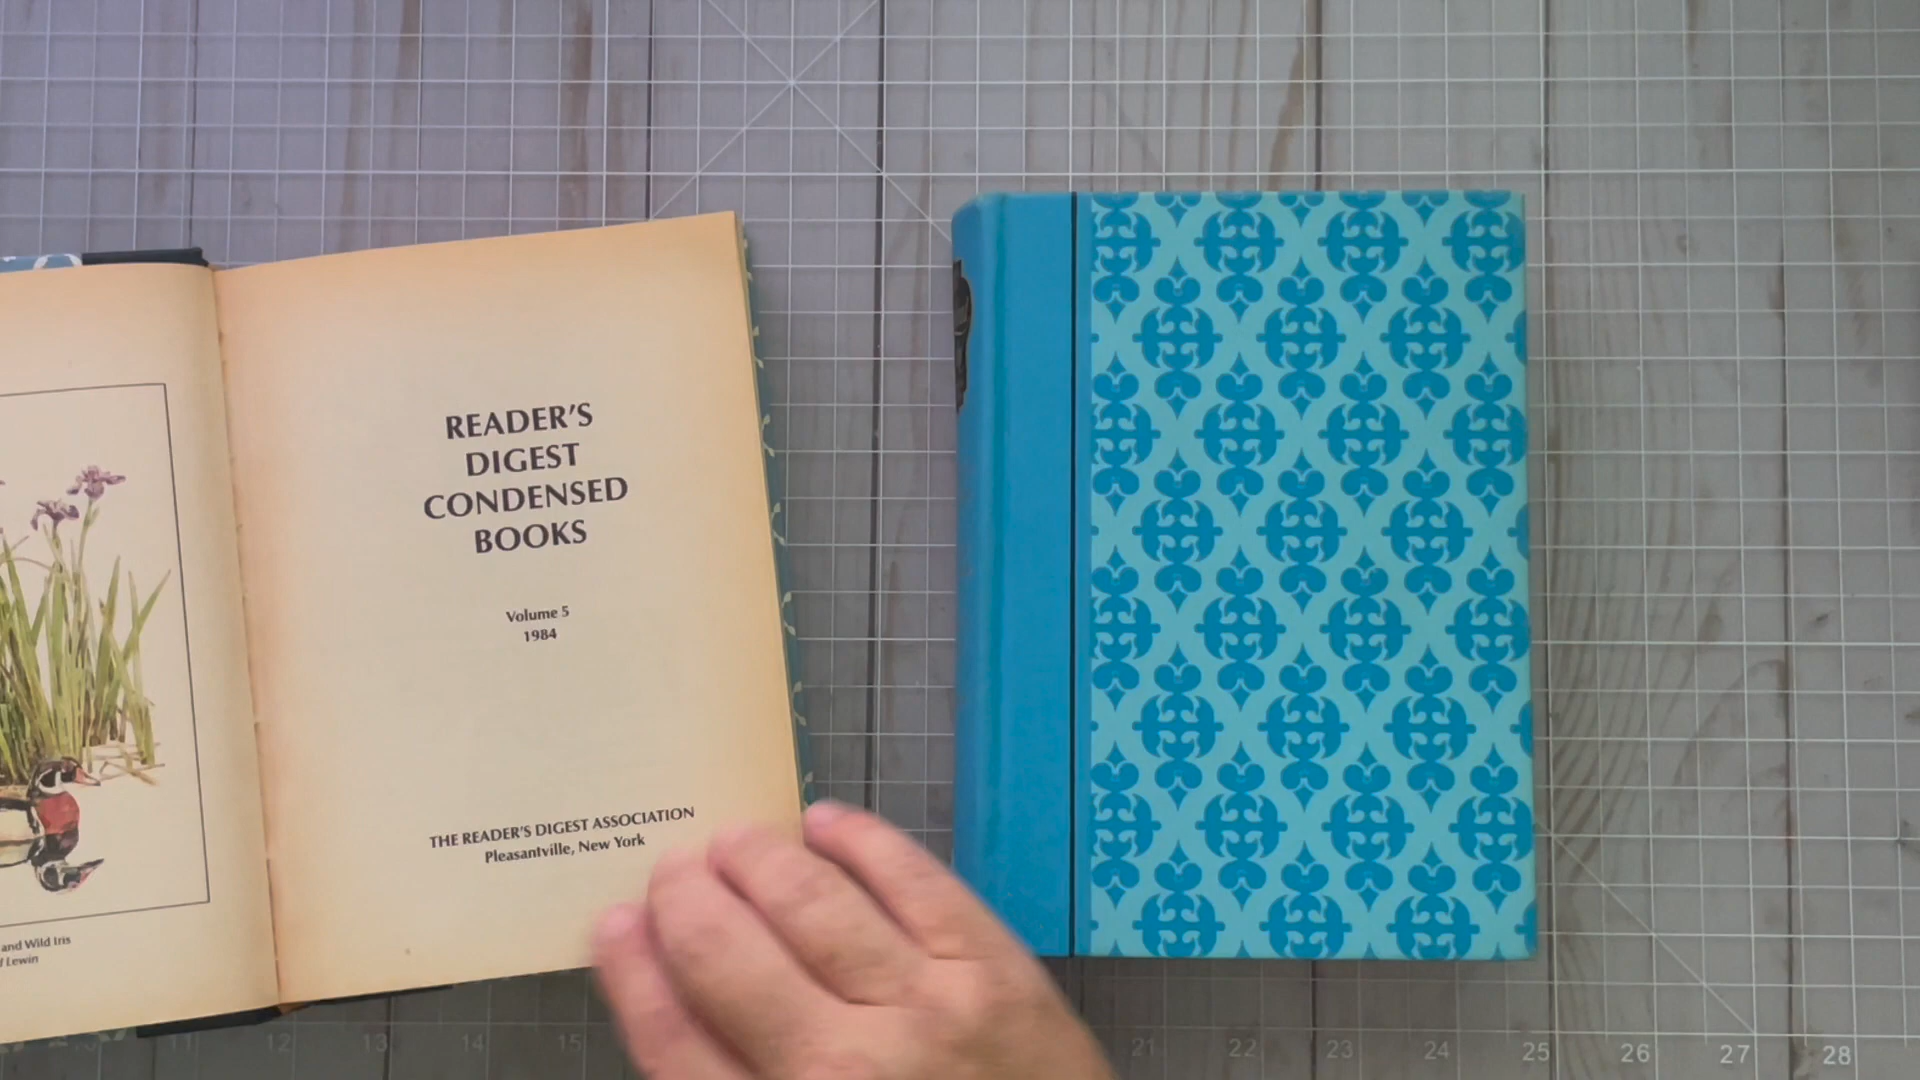 and Wild Iris
Lewin
READER'S
DIGEST
CONDENSED
BOOKS
Volume 5
1984
THE READER'S DIGEST ASSOCIATION
Pleasantville, New York
11 12 13 14 15 21 22 23 24 25 26 27 28